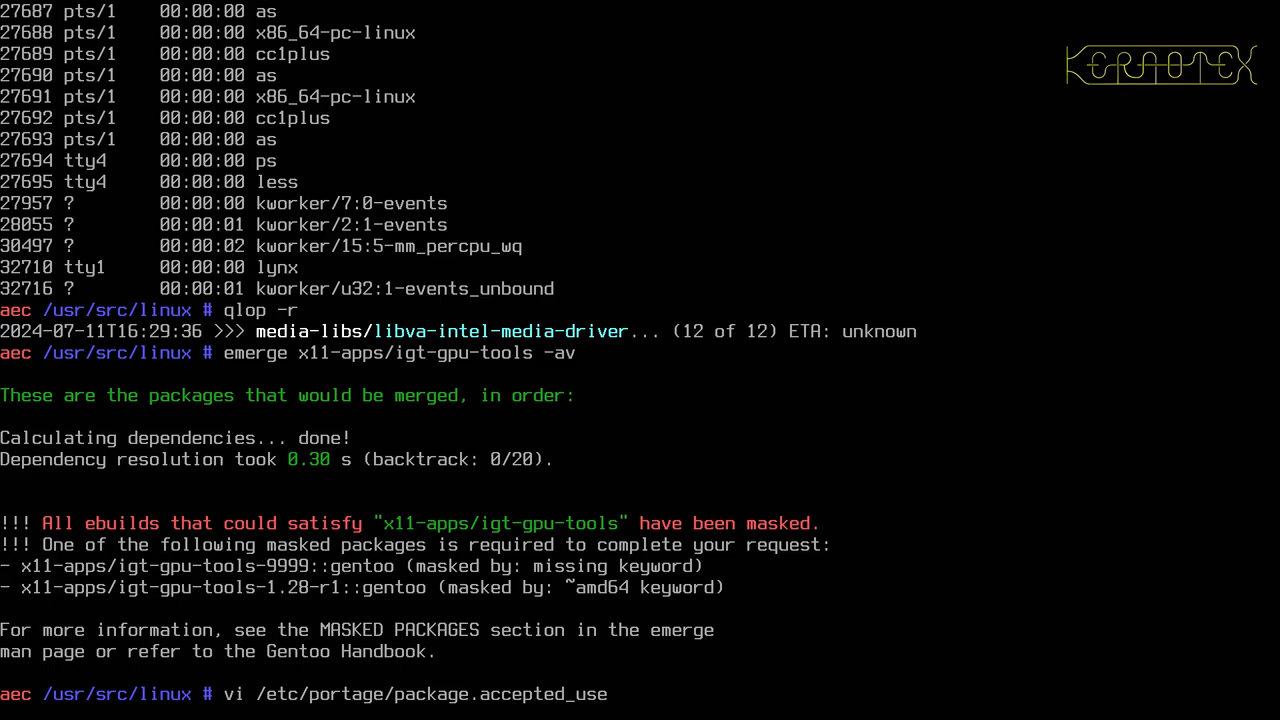 27687 pts/1    00:00:00 as
27688 pts/1    00:00:00 x86_64-pc-linux
27689 pts/1    00:00:00 cc1plus
27690 pts/1    00:00:00 as
27691 pts/1    00:00:00 x86_64-pc-linux
27692 pts/1    00:00:00 cc1plus
27693 pts/1    00:00:00 as
27694 tty4     00:00:00 ps
27695 tty4     00:00:00 less
27957 ?        00:00:00 kworker/7:0-events
28055 ?        00:00:01 kworker/2:1-events
30497 ?        00:00:02 kworker/15:5-mm_percpu_wq
32710 tty1     00:00:00 lynx
32716 ?        00:00:01 kworker/u32:1-events_unbound
aec /usr/src/linux # qlop -r
2024-07-11T16:29:36 >>> media-libs/libva-intel-media-driver... (12 of 12) ETA: unknown
aec /usr/src/linux # emerge x11-apps/igt-gpu-tools -av
These are the packages that would be merged, in order:
Calculating dependencies... done!
Dependency resolution took 0.30 s (backtrack: 0/20).
!!! All ebuilds that could satisfy "x11-apps/igt-gpu-tools" have been masked.
!!! One of the following masked packages is required to complete your request:
- x11-apps/igt-gpu-tools-9999::gentoo (masked by: missing keyword)
- x11-apps/igt-gpu-tools-1.28-r1::gentoo (masked by: ~amd64 keyword)
For more information, see the MASKED PACKAGES section in the emerge
man page or refer to the Gentoo Handbook.
aec /usr/src/linux # vi /etc/portage/package.accepted_use